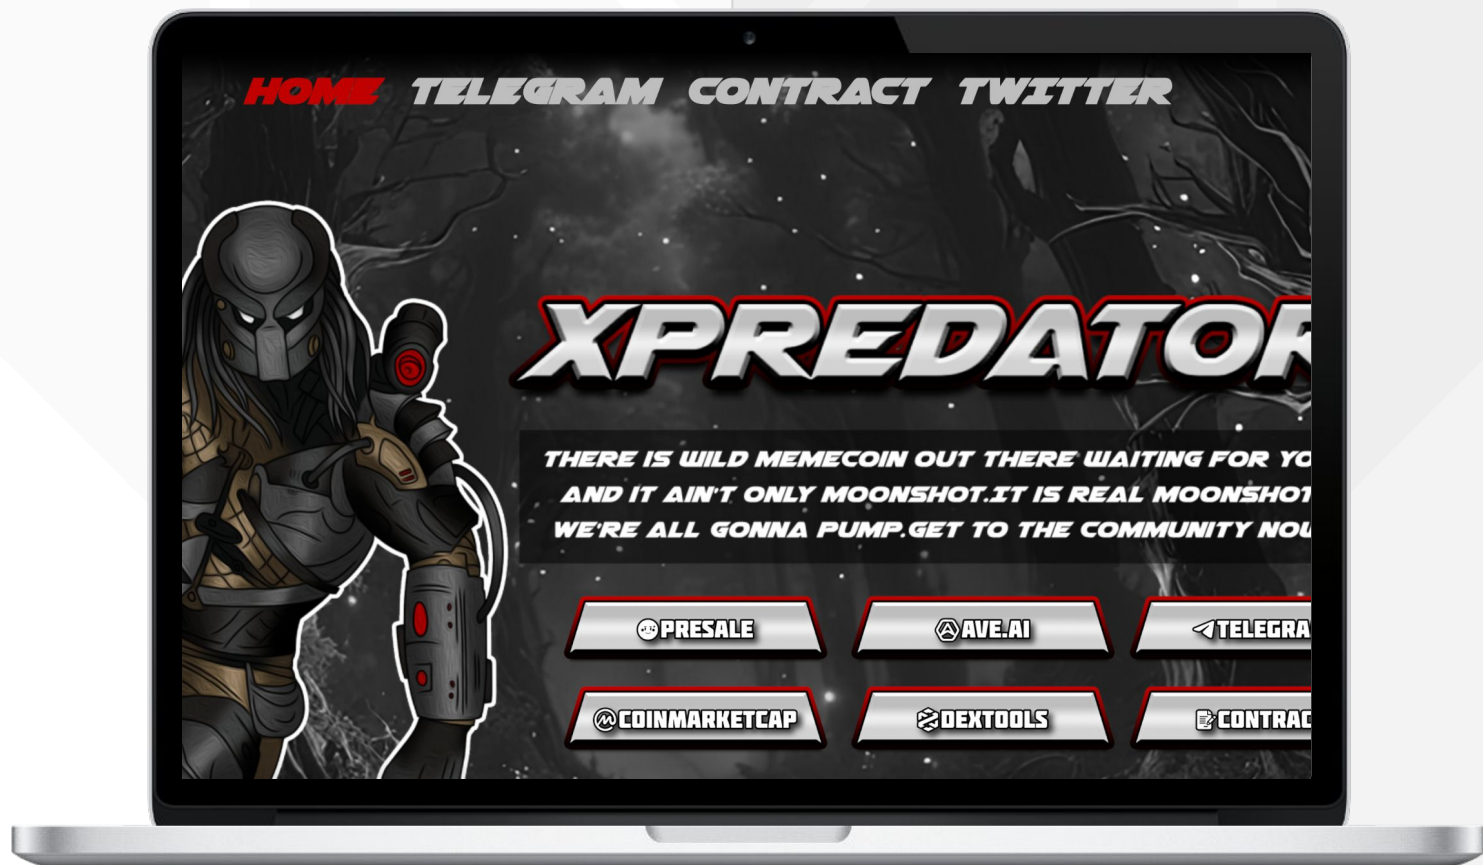 HOME TELEGRAM CONTRACT TWITTER
XPREDATOR
THERE IS WILD MEMECOIN OUT THERE WAITING FOR
AND IT AIN'T ONLY MOONSHOT.IT IS REAL MOONSHOT
WE'RE ALL GONNA PUMP.GET TO THE COMMUNITY
PRESALE AVE.AI
COINMARKETCAP DEXTOOLS